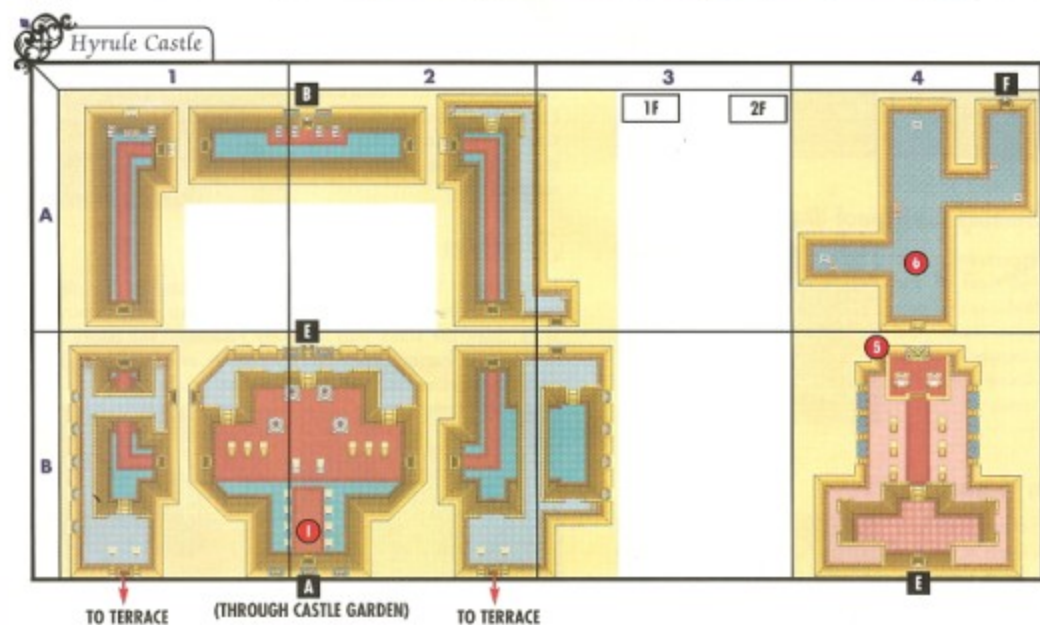 Hyrule Castle
1 2 3 4
B F
1F 2F
A
6
E
5
B
1
A E
TO TERRACE (THROUGH CASTLE GARDEN) TO TERRACE